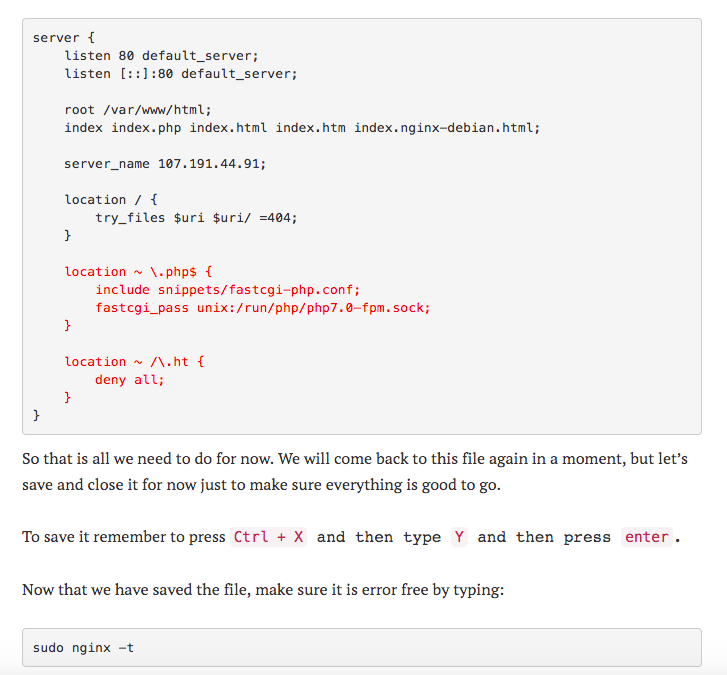 server {
    listen 80 default_server;
    listen [::]:80 default_server;

    root /var/www/html;
    index index.php index.html index.htm index.nginx-debian.html;

    server_name 107.191.44.91;

    location / {
        try_files $uri $uri/ =404;
    }

    location ~ \.php$ {
        include snippets/fastcgi-php.conf;
        fastcgi_pass unix:/run/php/php7.0-fpm.sock;
    }

    location ~ /\.ht {
        deny all;
    }
}
So that is all we need to do for now. We will come back to this file again in a moment, but let’s
save and close it for now just to make sure everything is good to go.
To save it remember to press Ctrl + X and then type Y and then press enter.
Now that we have saved the file, make sure it is error free by typing:
sudo nginx -t